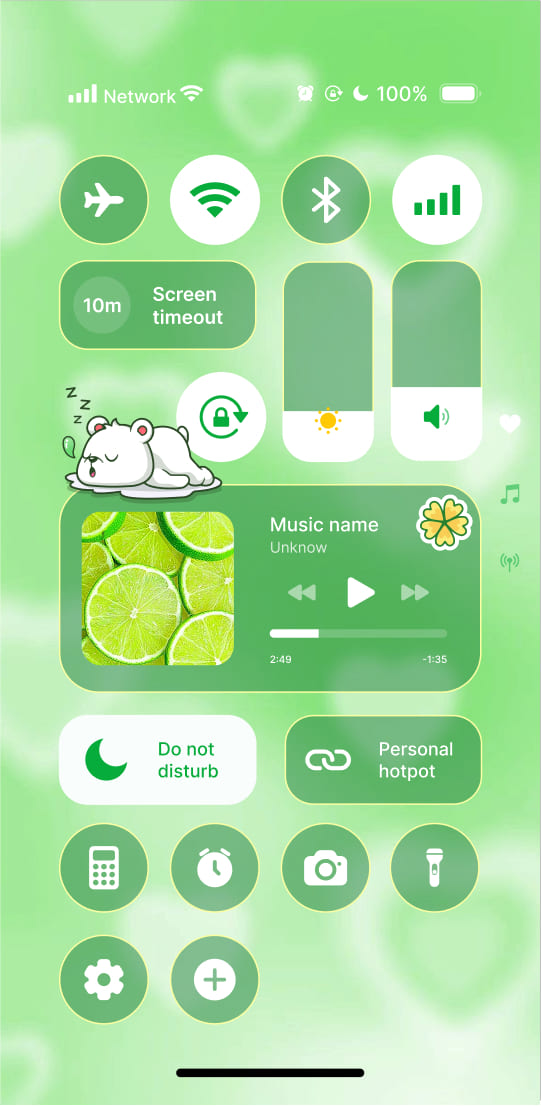 Network 100%
10m
Screen
timeout
z
z
z
Music name
Unknow
2:49 -1:35
Do not
disturb
Personal
hotpot